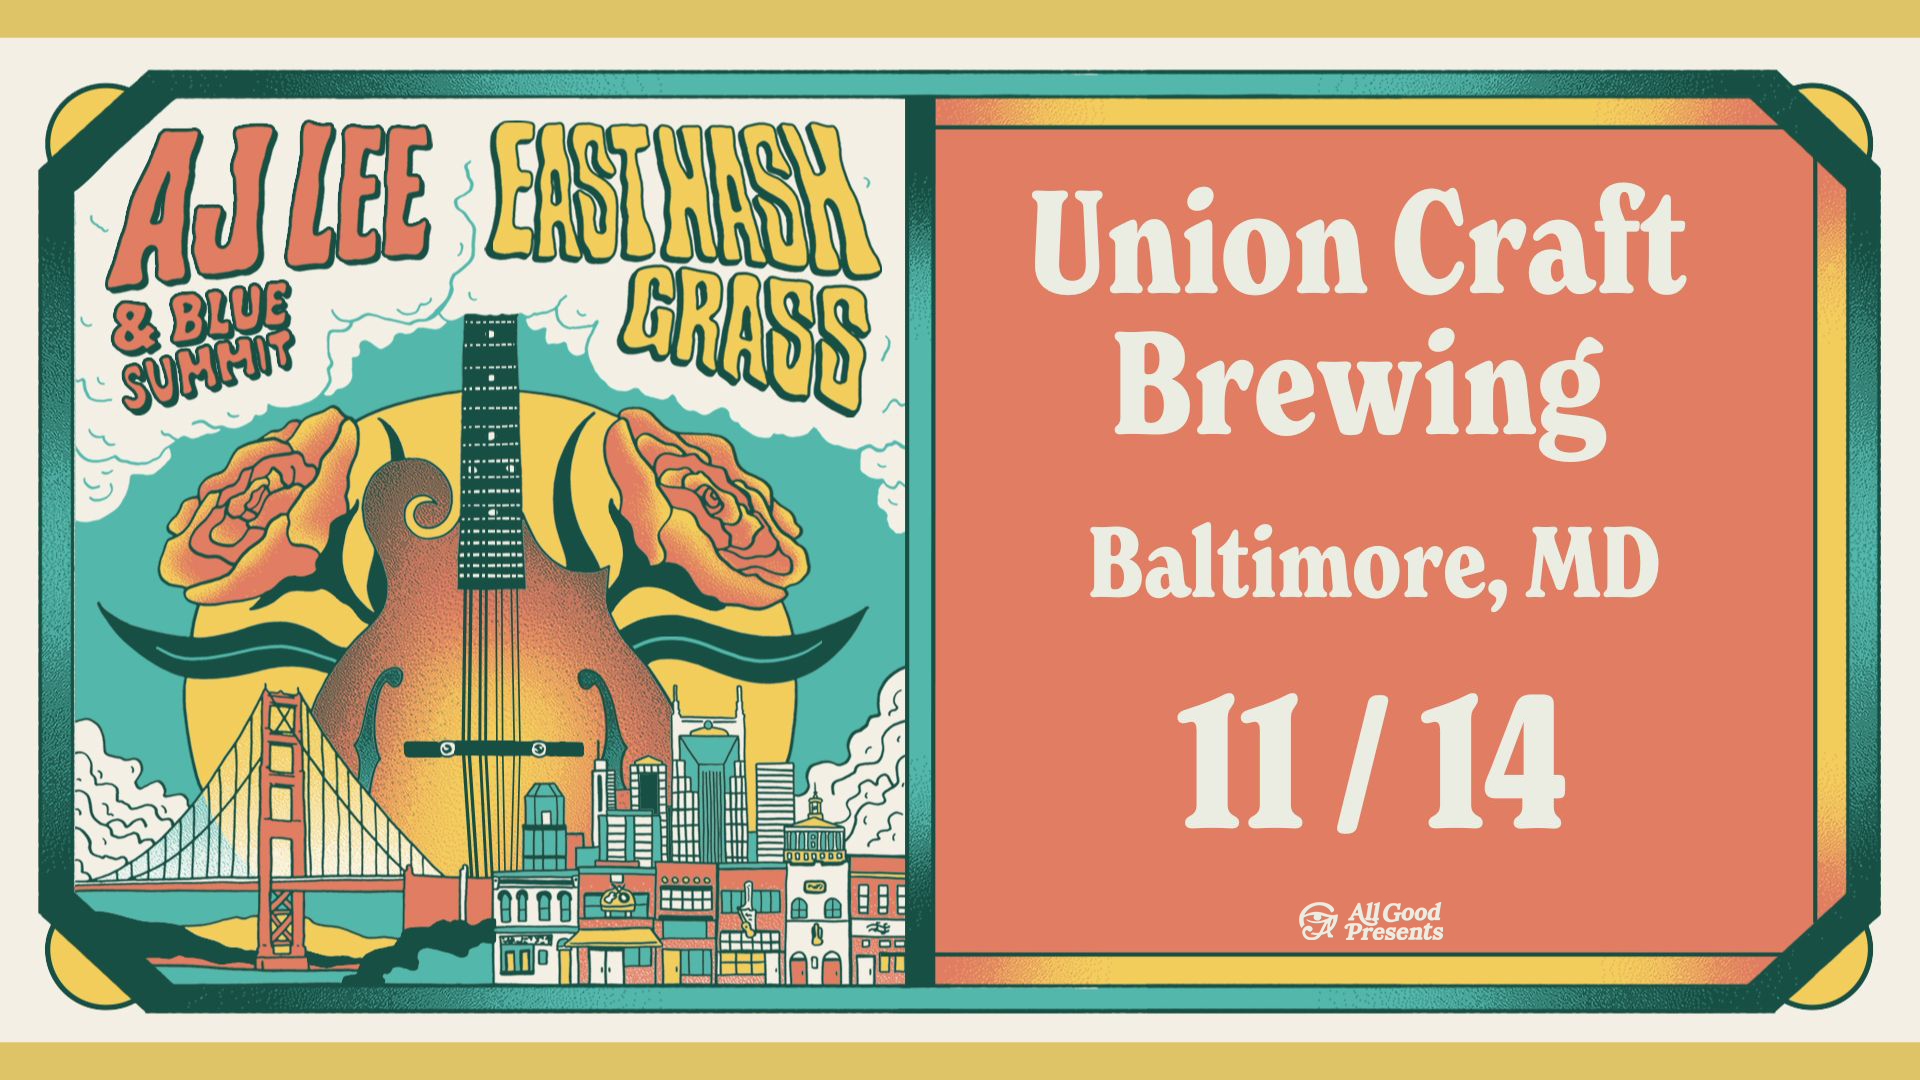 AJ LEE
& BLUE
SUMMIT
EAST NASH
GRASS
Union Craft
Brewing
Baltimore, MD
11 / 14
All Good
Presents